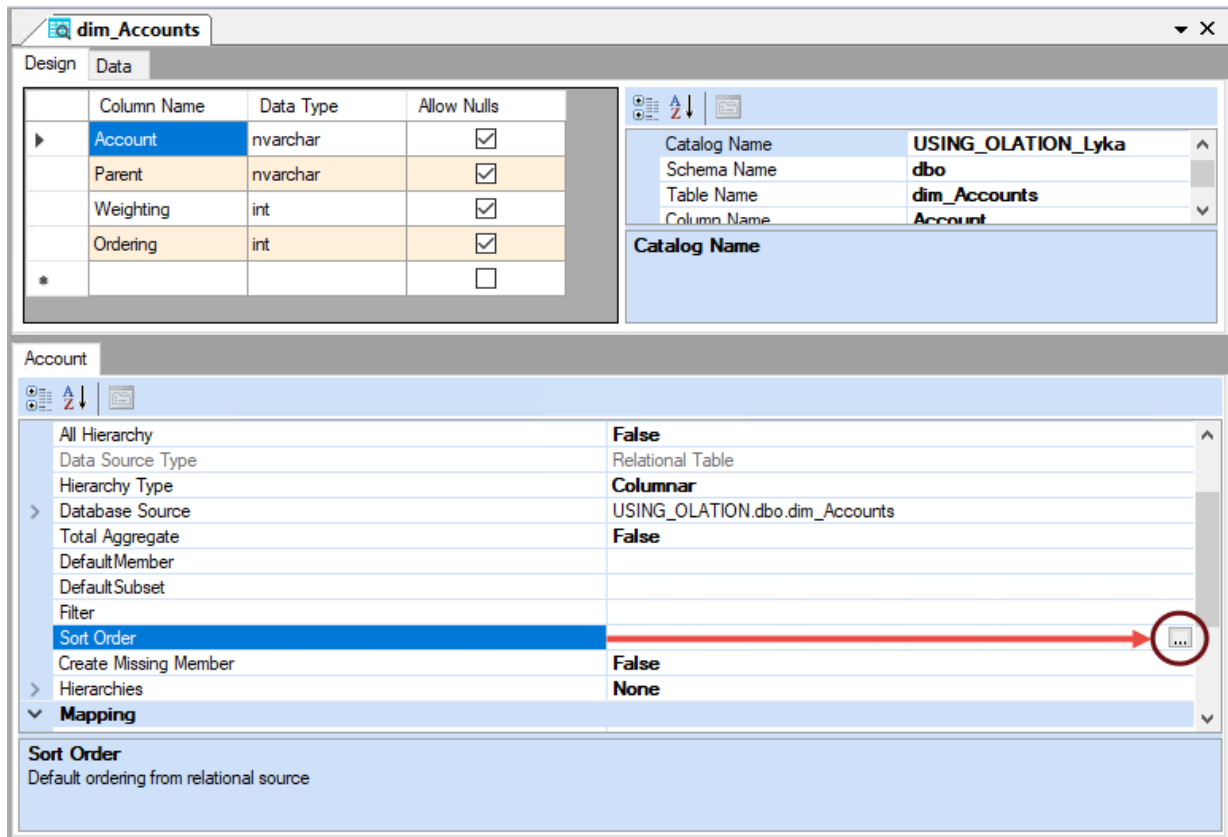 dim_Accounts
Design Data
Column Name Data Type Allow Nulls
Account nvarchar
Parent nvarchar
Weighting int
Ordering int
Catalog Name USING_OLATION_Lyka
Schema Name dbo
Table Name dim_Accounts
Column Name Account
Catalog Name
Account
All Hierarchy False
Data Source Type Relational Table
Hierarchy Type Columnar
Database Source USING_OLATION.dbo.dim_Accounts
Total Aggregate False
DefaultMember
DefaultSubset
Filter
Sort Order ...
Create Missing Member False
Hierarchies None
Mapping
Sort Order
Default ordering from relational source